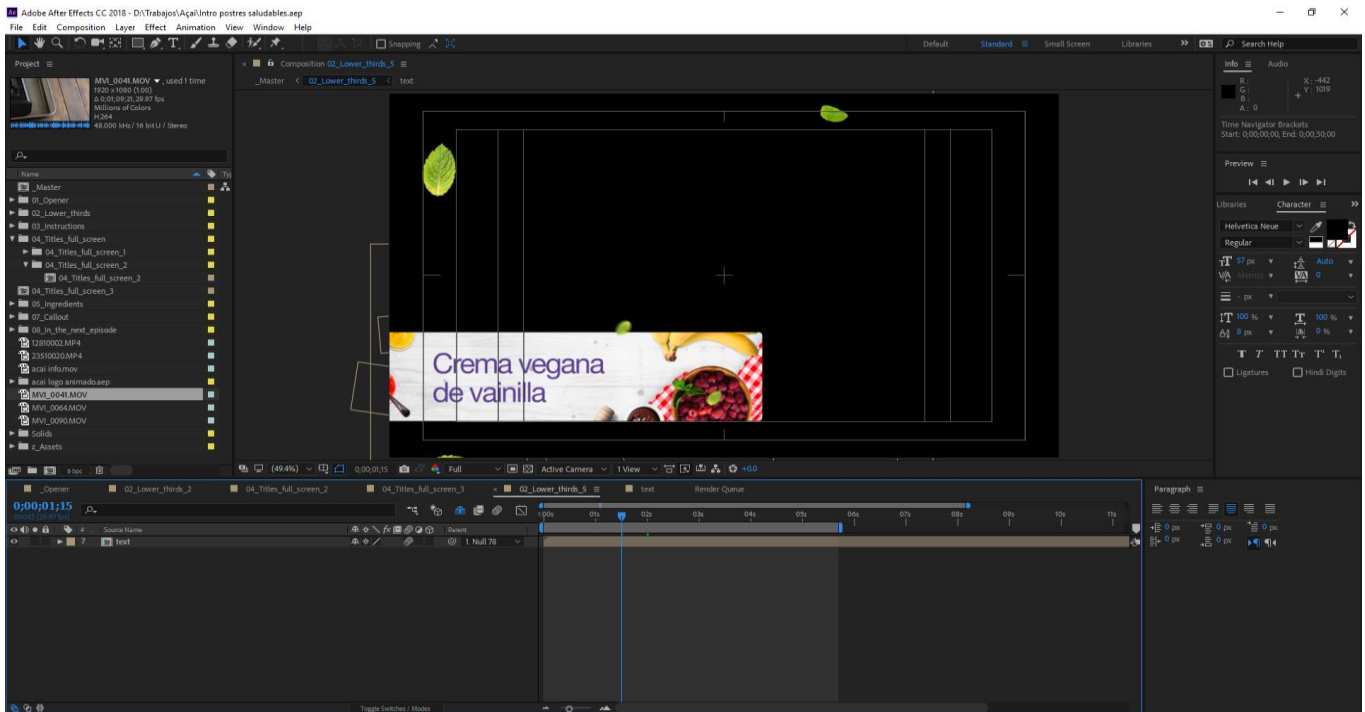 Adobe After Effects CC 2018 - D:\Trabajos\Açai\Intro postres saludables.aep
File Edit Composition Layer Effect Animation View Window Help
Snapping
Default Standard Small Screen Libraries
Search Help
Project
MVI_0041.MOV , used 1 time
1920 x 1080 (1.00)
Δ 0;01;09;21, 29.97 fps
Millions of Colors
H.264
48.000 kHz / 16 bit U / Stereo
Name
_Master
01_Opener
02_Lower_thirds
03_Instructions
04_Titles_full_screen
04_Titles_full_screen_1
04_Titles_full_screen_2
04_Titles_full_screen_2
04_Titles_full_screen_3
05_Ingredients
07_Callout
08_In_the_next_episode
12810002.MP4
23510020.MP4
acai info.mov
acai logo animado.aep
MVI_0041.MOV
MVI_0064.MOV
MVI_0090.MOV
Solids
z_Assets
8 bpc
Composition 02_Lower_thirds_5
_Master 02_Lower_thirds_5 text
Crema vegana
de vainilla
(49.4%) 0;00;01;15 Full Active Camera 1 View +0.0
Info Audio
R :
G :
B :
A : 0
X : -442
Y : 1019
Time Navigator Brackets
Start: 0;00;00;00, End: 0;00;30;00
Preview
Libraries Character
Helvetica Neue
Regular
57 px Auto
Metrics 0
- px
100 % 100 %
8 px 0 %
Ligatures Hindi Digits
_Opener 02_Lower_thirds_2 04_Titles_full_screen_2 04_Titles_full_screen_3 02_Lower_thirds_5 text Render Queue
0;00;01;15
# Source Name Parent
7 text 1. Null 78
01s 02s 03s 04s 05s 06s 07s 08s 09s 10s 11s
Toggle Switches / Modes
Paragraph
0 px 0 px 0 px
0 px 0 px